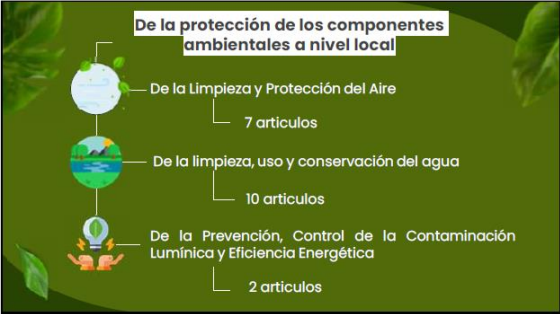 De la protección de los componentes
ambientales a nivel local
De la Limpieza y Protección del Aire
7 articulos
De la limpieza, uso y conservación del agua
10 articulos
De la Prevención, Control de la Contaminación
Lumínica y Eficiencia Energética
2 articulos